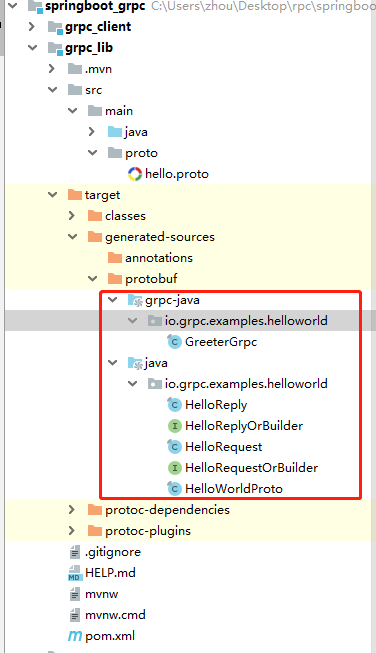 springboot_grpc C:\Users\zhou\Desktop\rpc\springboo
grpc_client
grpc_lib
.mvn
src
main
java
proto
hello.proto
target
classes
generated-sources
annotations
protobuf
grpc-java
io.grpc.examples.helloworld
GreeterGrpc
java
io.grpc.examples.helloworld
HelloReply
HelloReplyOrBuilder
HelloRequest
HelloRequestOrBuilder
HelloWorldProto
protoc-dependencies
protoc-plugins
.gitignore
HELP.md
mvnw
mvnw.cmd
pom.xml